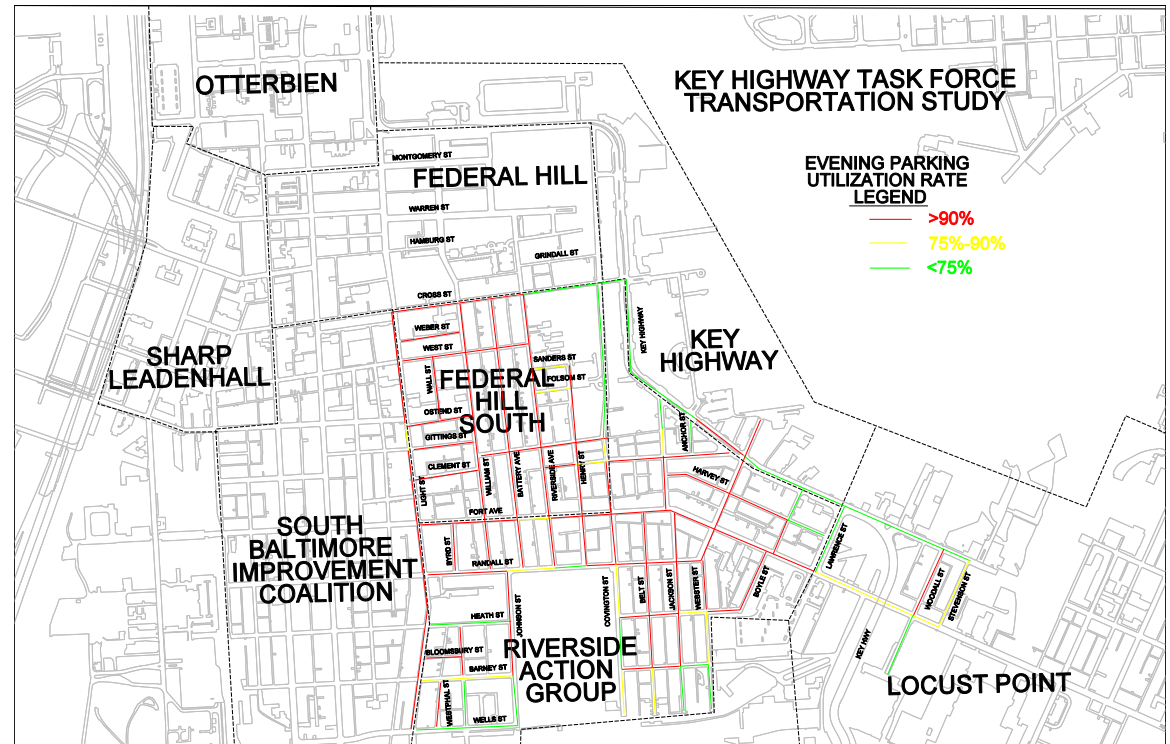 OTTERBIEN
KEY HIGHWAY TASK FORCE
TRANSPORTATION STUDY
MONTGOMERY ST
FEDERAL HILL
EVENING PARKING
UTILIZATION RATE
LEGEND
>90%
75%-90%
<75%
WARREN ST
HAMBURG ST
GRINDALL ST
CROSS ST
WEBER ST
WEST ST
KEY HIGHWAY
KEY
HIGHWAY
SHARP
LEADENHALL
WALL ST
SANDERS ST
FOLSOM ST
FEDERAL
HILL
SOUTH
OSTEND ST
GITTINGS ST
CLEMENT ST
ANCHOR ST
LIGHT ST
WILLIAM ST
BATTERY AVE
RIVERSIDE AVE
HENRY ST
HARVEY ST
FORT AVE
SOUTH
BALTIMORE
IMPROVEMENT
COALITION
BYRD ST
RANDALL ST
LAWRENCE ST
BOYLE ST
WOODALL ST
STEVENSON ST
COVINGTON ST
BELT ST
JACKSON ST
WEBSTER ST
HEATH ST
JOHNSON ST
BLOOMSBURY ST
BARNEY ST
RIVERSIDE
ACTION
GROUP
KEY HWY
LOCUST POINT
WESTPHAL ST
WELLS ST